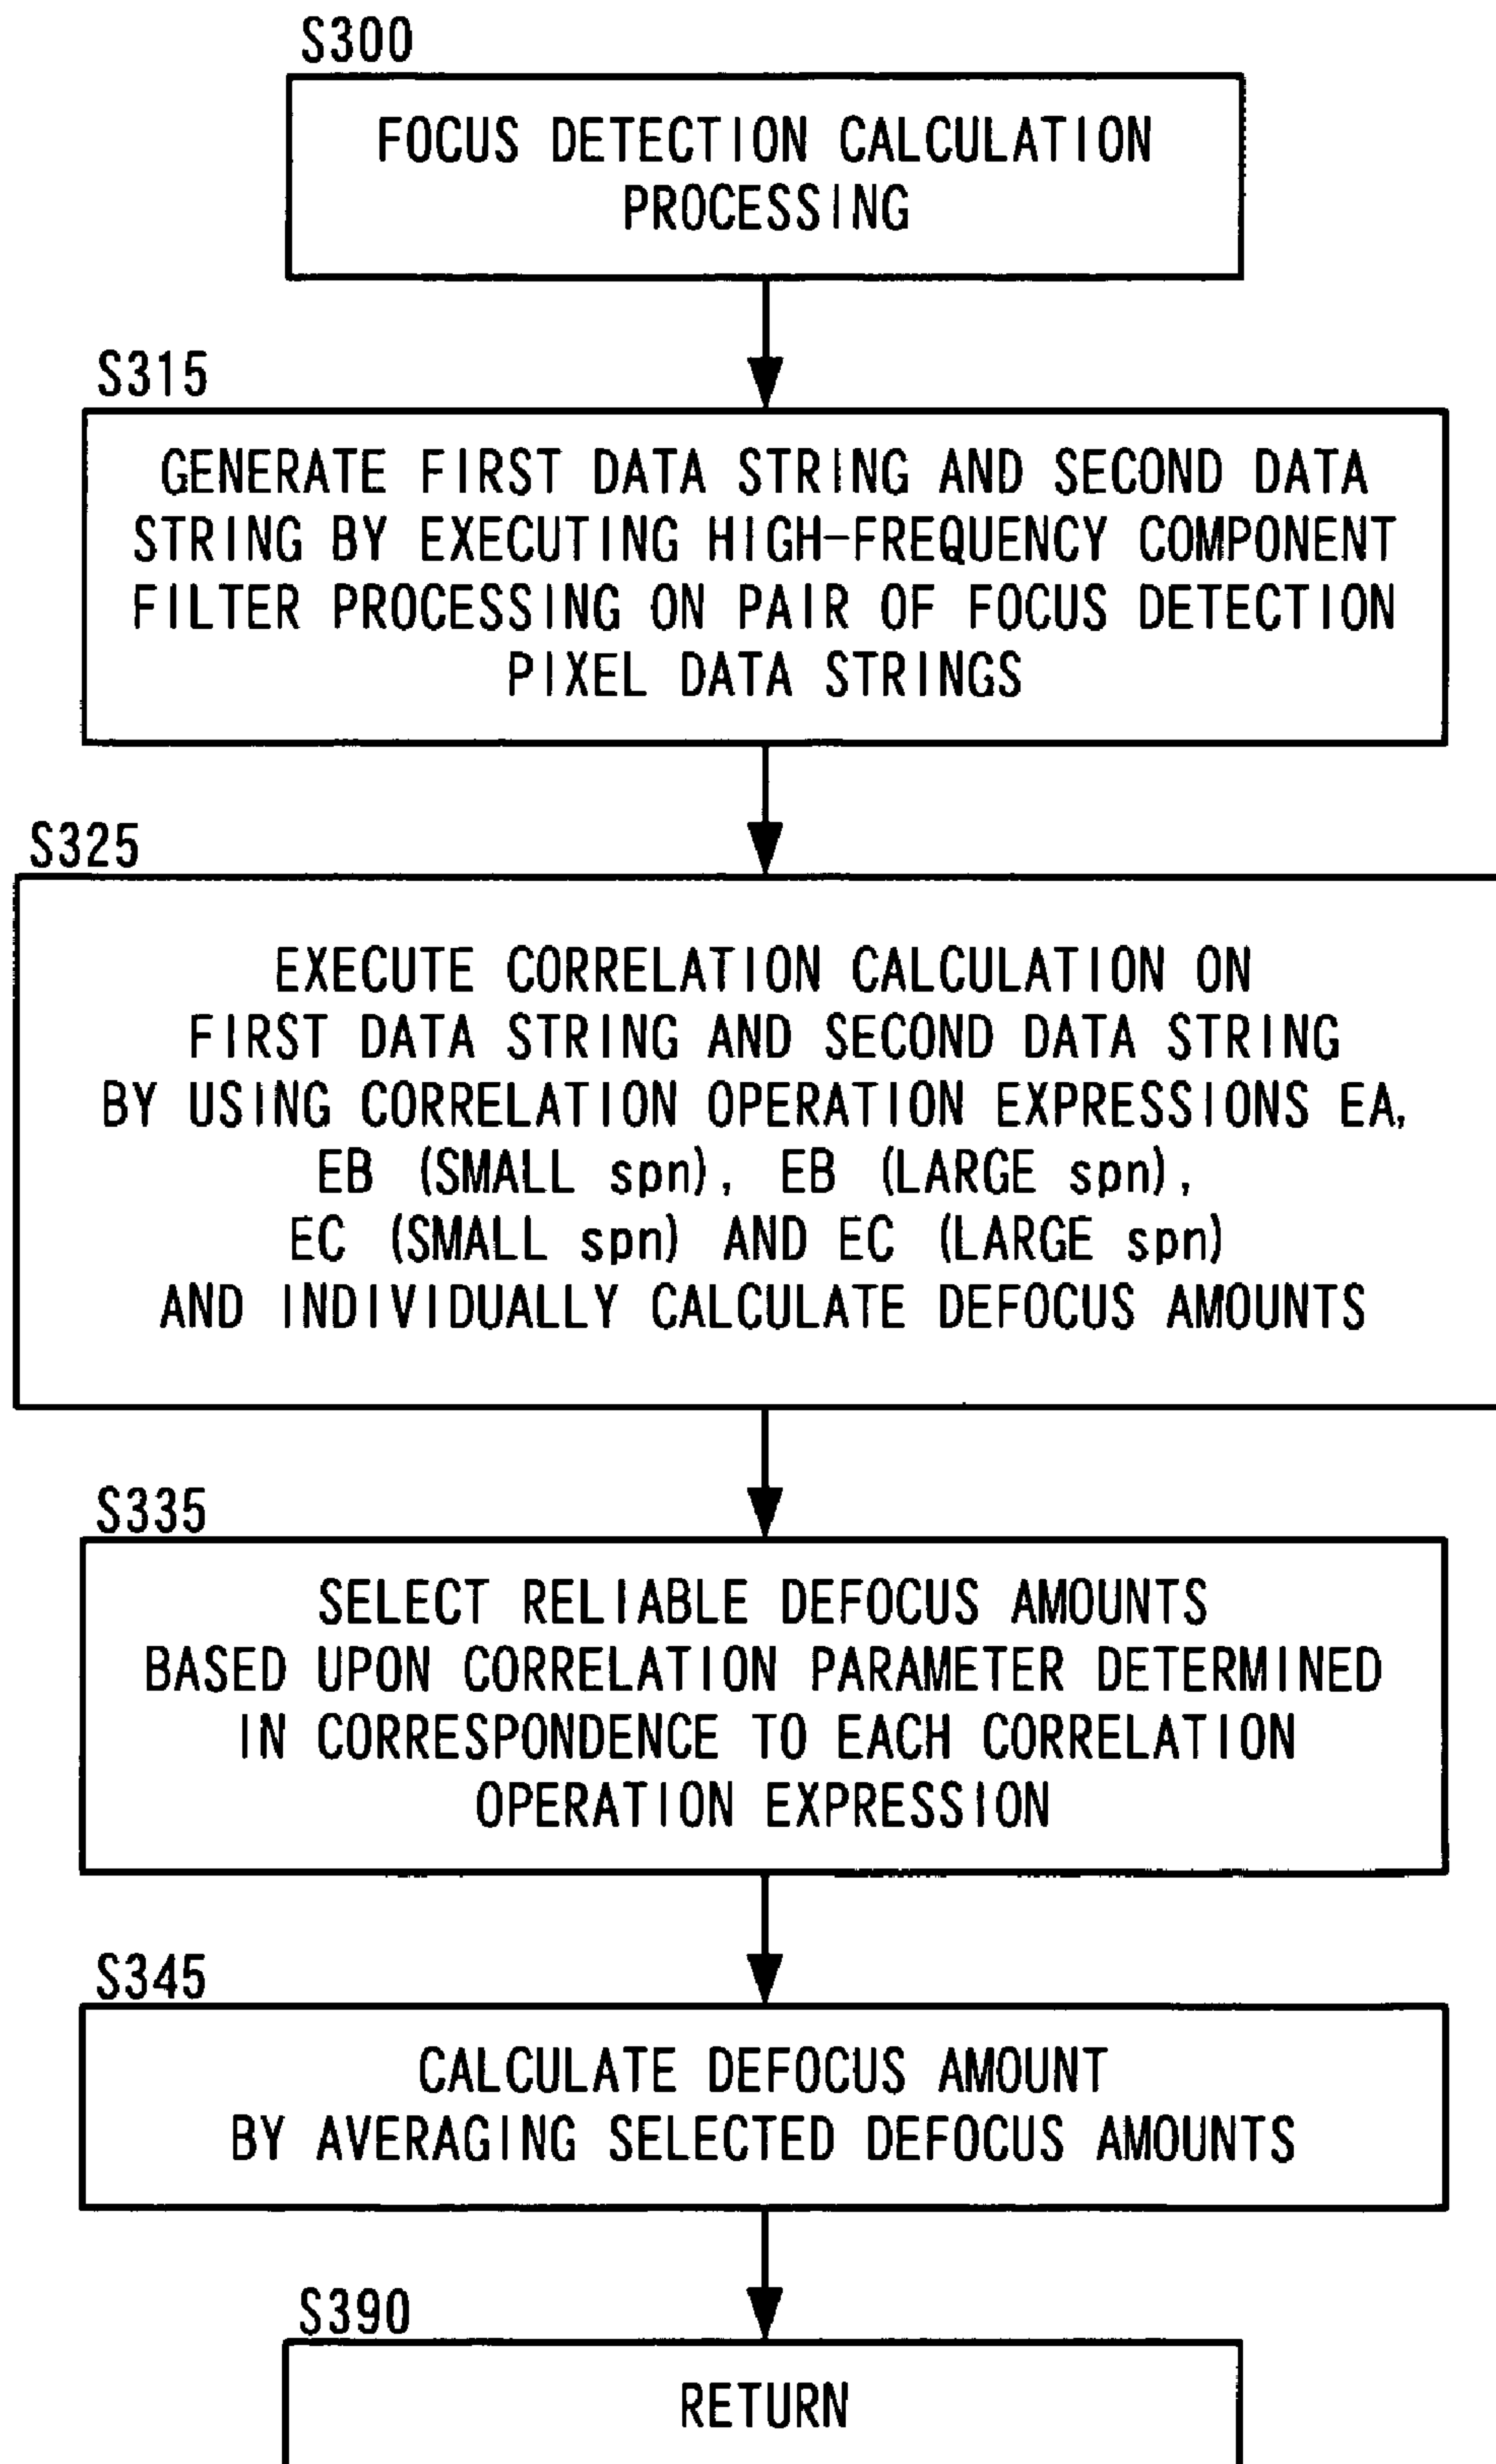 S300
FOCUS DETECTION CALCULATION
PROCESSING
S315
GENERATE FIRST DATA STRING AND SECOND DATA
STRING BY EXECUTING HIGH-FREQUENCY COMPONENT
FILTER PROCESSING ON PAIR OF FOCUS DETECTION
PIXEL DATA STRINGS
S325
EXECUTE CORRELATION CALCULATION ON
FIRST DATA STRING AND SECOND DATA STRING
BY USING CORRELATION OPERATION EXPRESSIONS EA,
EB (SMALL spn), EB (LARGE spn),
EC (SMALL spn) AND EC (LARGE spn)
AND INDIVIDUALLY CALCULATE DEFOCUS AMOUNTS
S335
SELECT RELIABLE DEFOCUS AMOUNTS
BASED UPON CORRELATION PARAMETER DETERMINED
IN CORRESPONDENCE TO EACH CORRELATION
OPERATION EXPRESSION
S345
CALCULATE DEFOCUS AMOUNT
BY AVERAGING SELECTED DEFOCUS AMOUNTS
S390
RETURN